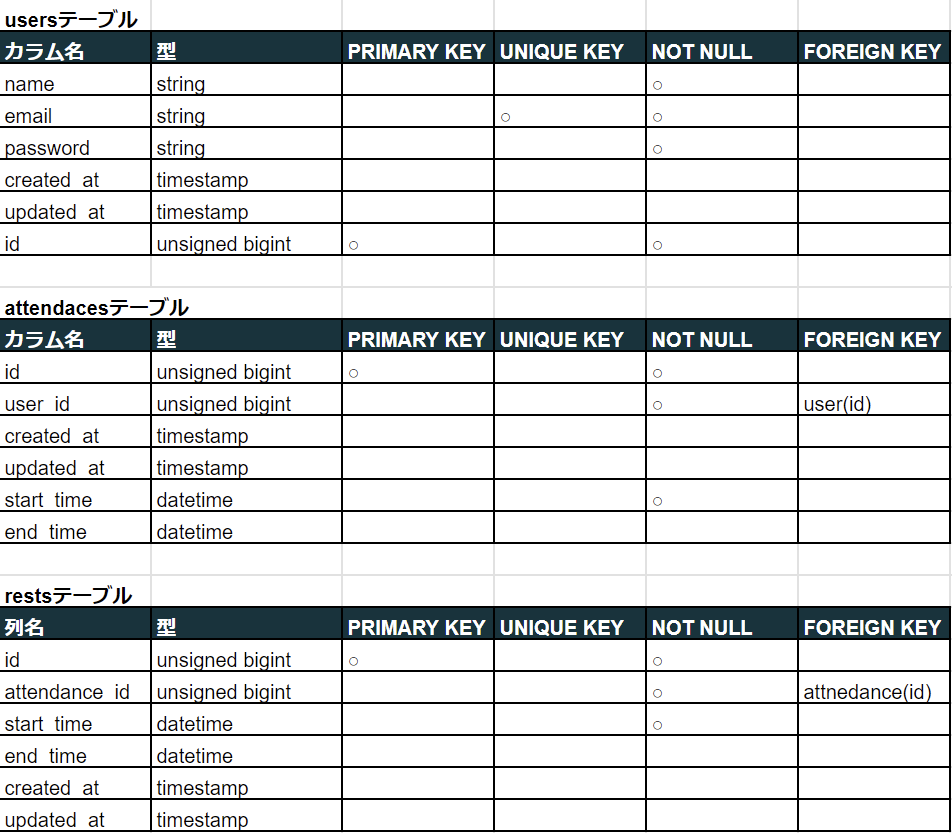 usersテーブル
カラム名 型 PRIMARY KEY UNIQUE KEY NOT NULL FOREIGN KEY
name string ○
email string ○ ○
password string ○
created_at timestamp
updated_at timestamp
id unsigned bigint ○ ○
attendacesテーブル
カラム名 型 PRIMARY KEY UNIQUE KEY NOT NULL FOREIGN KEY
id unsigned bigint ○ ○
user_id unsigned bigint ○ user(id)
created_at timestamp
updated_at timestamp
start_time datetime ○
end_time datetime
restsテーブル
列名 型 PRIMARY KEY UNIQUE KEY NOT NULL FOREIGN KEY
id unsigned bigint ○ ○
attendance_id unsigned bigint ○ attnedance(id)
start_time datetime ○
end_time datetime
created_at timestamp
updated_at timestamp